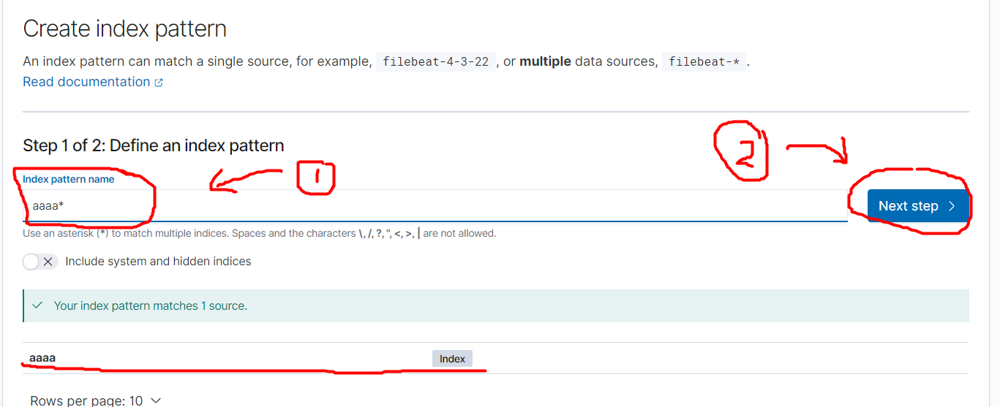 Create index pattern
An index pattern can match a single source, for example, filebeat-4-3-22 , or multiple data sources, filebeat-* .
Read documentation
Step 1 of 2: Define an index pattern
2
Index pattern name
1
aaaa*
Next step
Use an asterisk (*) to match multiple indices. Spaces and the characters \, /, ?, ", <, >, | are not allowed.
Include system and hidden indices
Your index pattern matches 1 source.
aaaa Index
Rows per page: 10